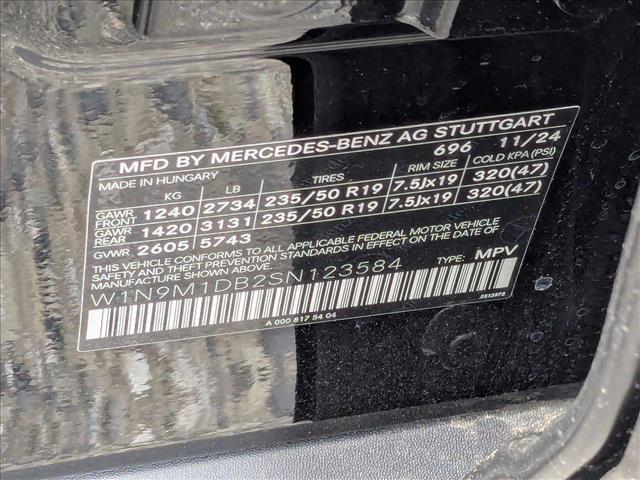 MFD BY MERCEDES-BENZ AG STUTTGART
MADE IN HUNGARY 696 11/24
KG LB TIRES RIM SIZE COLD KPA (PSI)
GAWR FRONT 1240 2734 235/50 R19 7.5Jx19 320(47)
GAWR REAR 1420 3131 235/50 R19 7.5Jx19 320(47)
GVWR 2605 5743
THIS VEHICLE CONFORMS TO ALL APPLICABLE FEDERAL MOTOR VEHICLE
SAFETY STANDARDS IN EFFECT ON THE DATE OF
MANUFACTURE SHOWN ABOVE.
W1N9M1DB2SN123584 TYPE: MPV
A 000 817 54 04